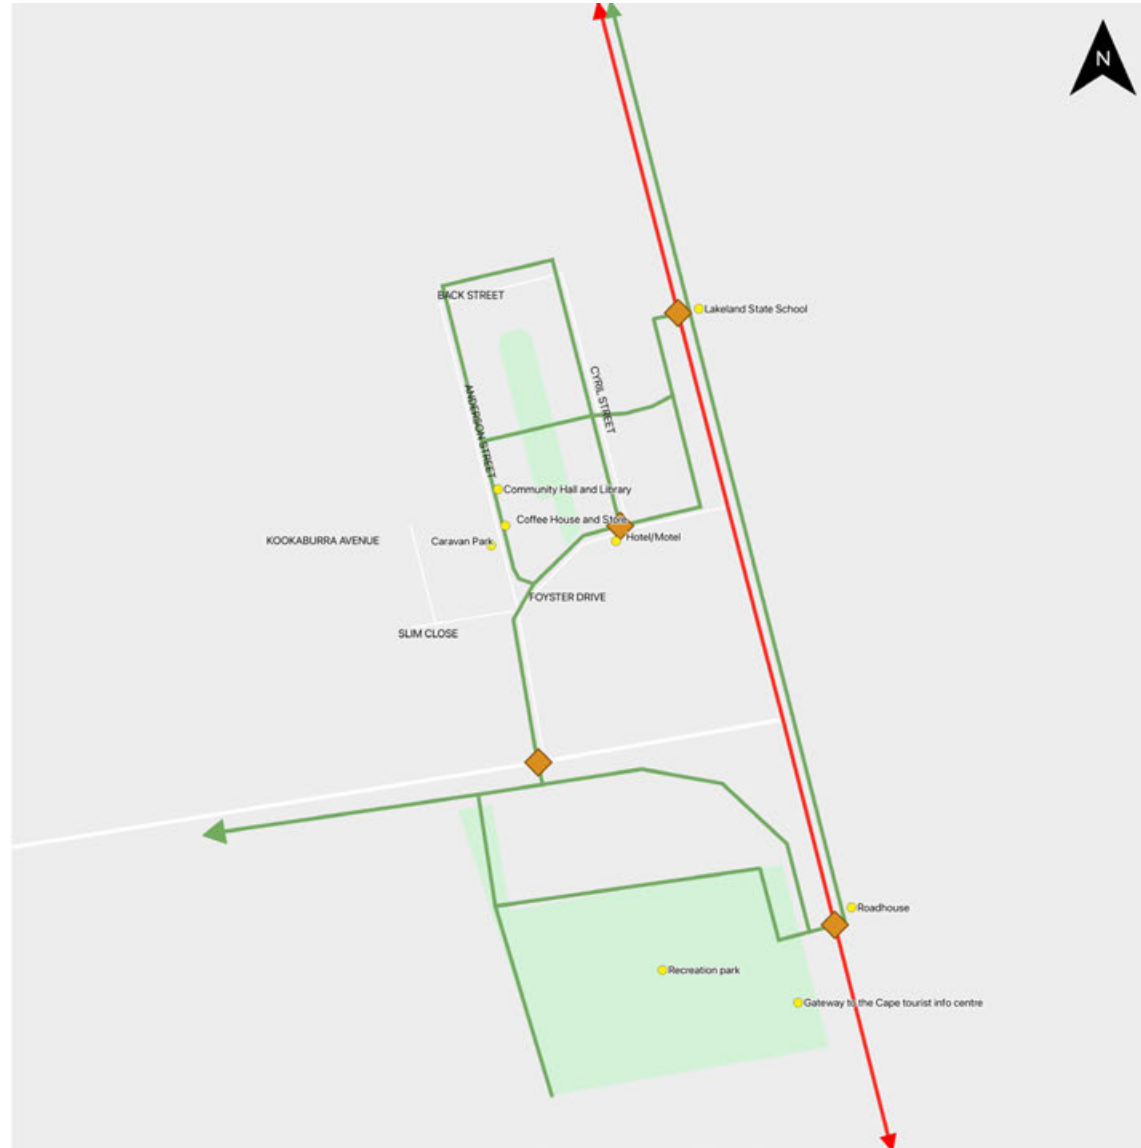 N
BACK STREET
Lakeland State School
CYRIL STREET
ANDERSON STREET
Community Hall and Library
Coffee House and Store
Hotel/Motel
KOOKABURRA AVENUE
Caravan Park
FOYSTER DRIVE
SLIM CLOSE
Roadhouse
Recreation park
Gateway to the Cape tourist info centre